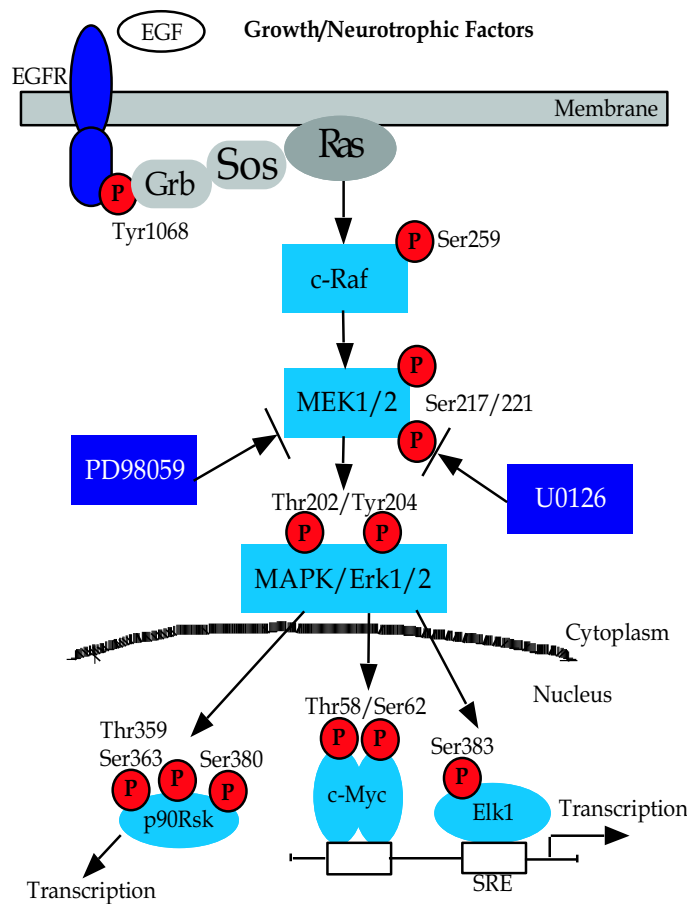 EGF
Growth/Neurotrophic Factors
EGFR
Membrane
Ras
Sos
Grb
P
Tyr1068
P
Ser259
c-Raf
P
MEK1/2
Ser217/221
P
PD98059
U0126
Thr202/Tyr204
P
P
MAPK/Erk1/2
Cytoplasm
Nucleus
Thr58/Ser62
Thr359
Ser363
Ser380
Ser383
P
P
P
P
P
P
p90Rsk
c-Myc
Elk1
Transcription
Transcription
SRE